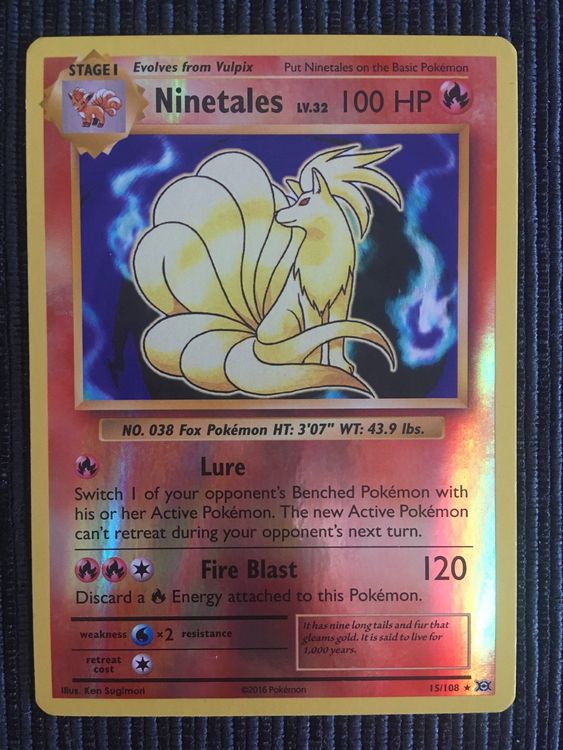 STAGE 1 Evolves from Vulpix Put Ninetales on the Basic Pokémon
Ninetales LV.32 100 HP
NO. 038 Fox Pokémon HT: 3'07" WT: 43.9 lbs.
Lure
Switch 1 of your opponent's Benched Pokémon with
his or her Active Pokémon. The new Active Pokémon
can't retreat during your opponent's next turn.
Fire Blast 120
Discard a Energy attached to this Pokémon.
weakness ×2 resistance
retreat
cost
It has nine long tails and fur that
gleams gold. It is said to live for
1,000 years.
Illus. Ken Sugimori ©2016 Pokémon 15/108 ★